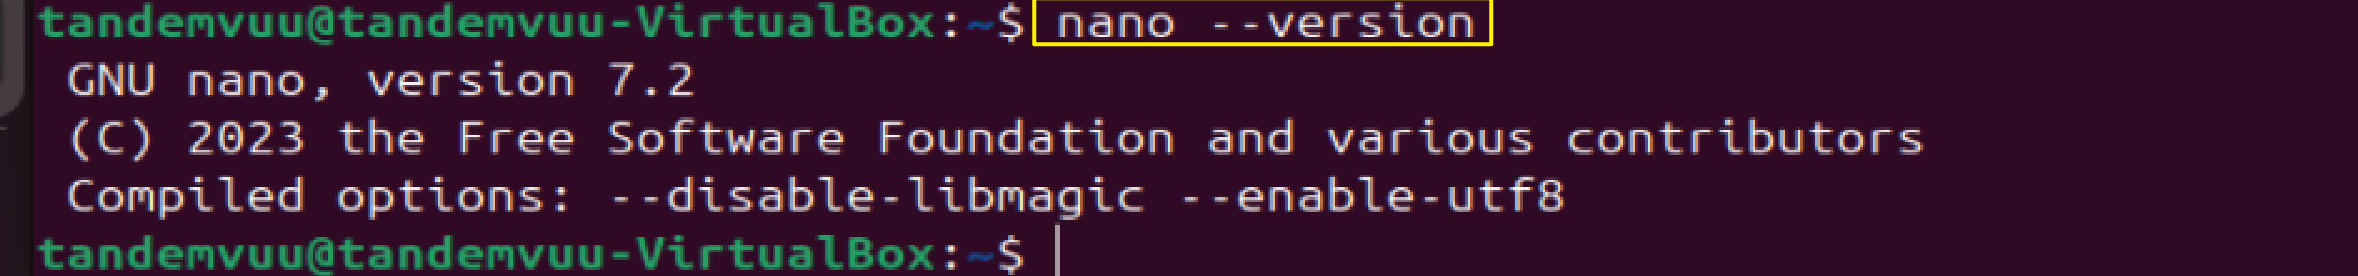 tandemvuu@tandemvuu-VirtualBox:~$ nano --version
GNU nano, version 7.2
(C) 2023 the Free Software Foundation and various contributors
Compiled options: --disable-libmagic --enable-utf8
tandemvuu@tandemvuu-VirtualBox:~$